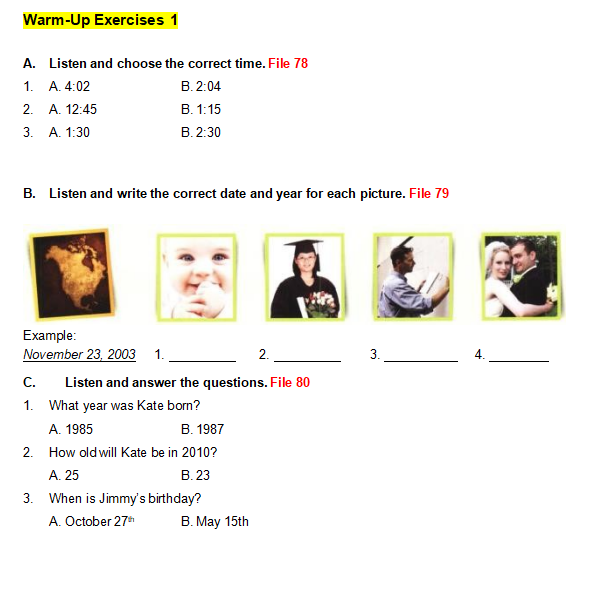 Warm-Up Exercises 1
A. Listen and choose the correct time. File 78
1. A. 4:02 B. 2:04
2. A. 12:45 B. 1:15
3. A. 1:30 B. 2:30
B. Listen and write the correct date and year for each picture. File 79
Example:
November 23, 2003 1. __________ 2. __________ 3. ___________ 4. _________
C. Listen and answer the questions. File 80
1. What year was Kate born?
A. 1985 B. 1987
2. How old will Kate be in 2010?
A. 25 B. 23
3. When is Jimmy's birthday?
A. October 27th B. May 15th